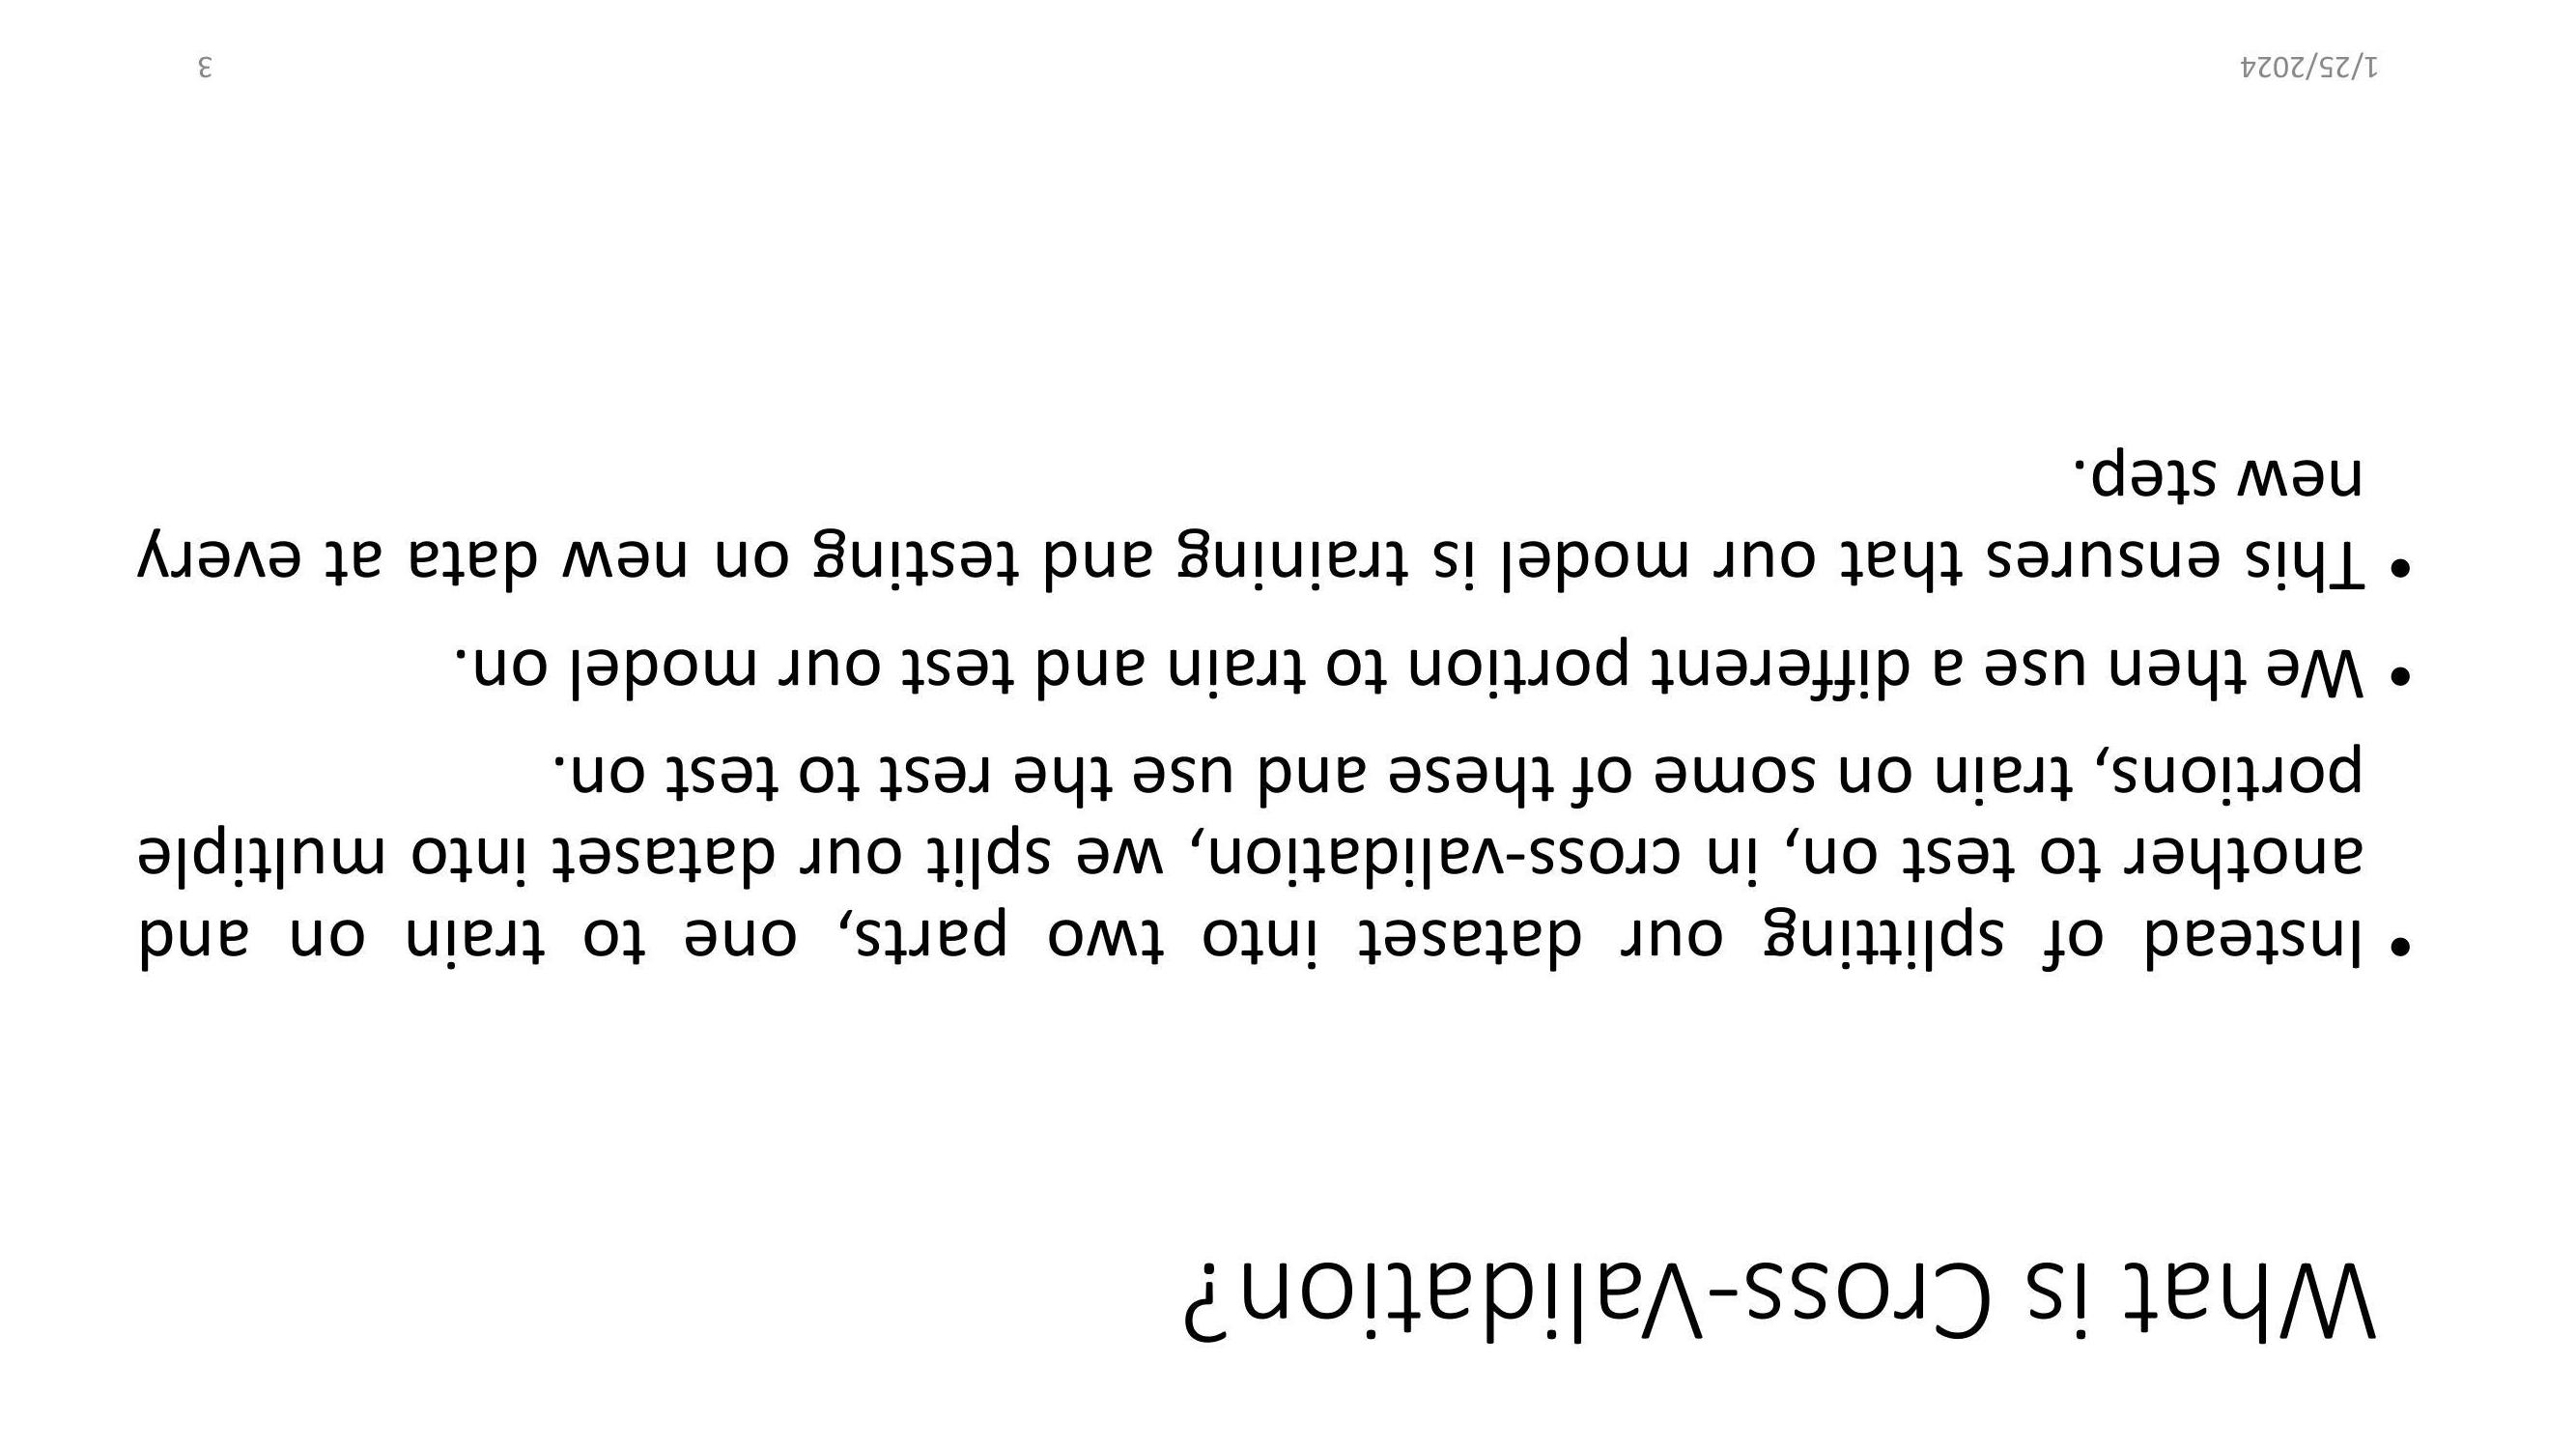 What is Cross-Validation?
• Instead of splitting our dataset into two parts, one to train on and
another to test on, in cross-validation, we split our dataset into multiple
portions, train on some of these and use the rest to test on.
• We then use a different portion to train and test our model on.
• This ensures that our model is training and testing on new data at every
new step.
1/25/2024
3